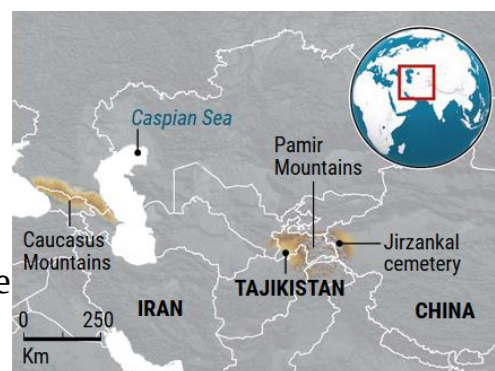 Caspian Sea
Pamir
Mountains
Caucasus
Mountains
Jirzankal
cemetery
e
TAJIKISTAN
IRAN
CHINA
0 250
Km